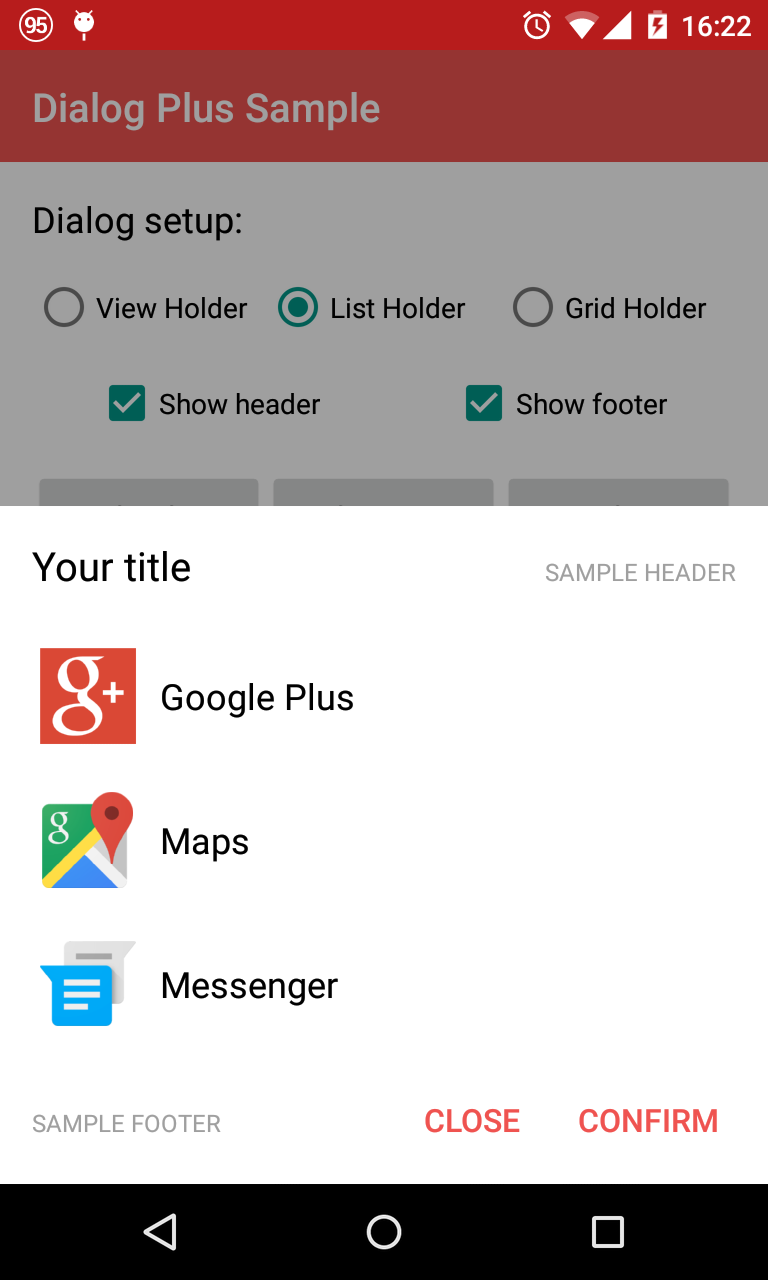 95 16:22
Dialog Plus Sample
Dialog setup:
View Holder List Holder Grid Holder
Show header Show footer
Your title SAMPLE HEADER
g+ Google Plus
g Maps
Messenger
SAMPLE FOOTER CLOSE CONFIRM